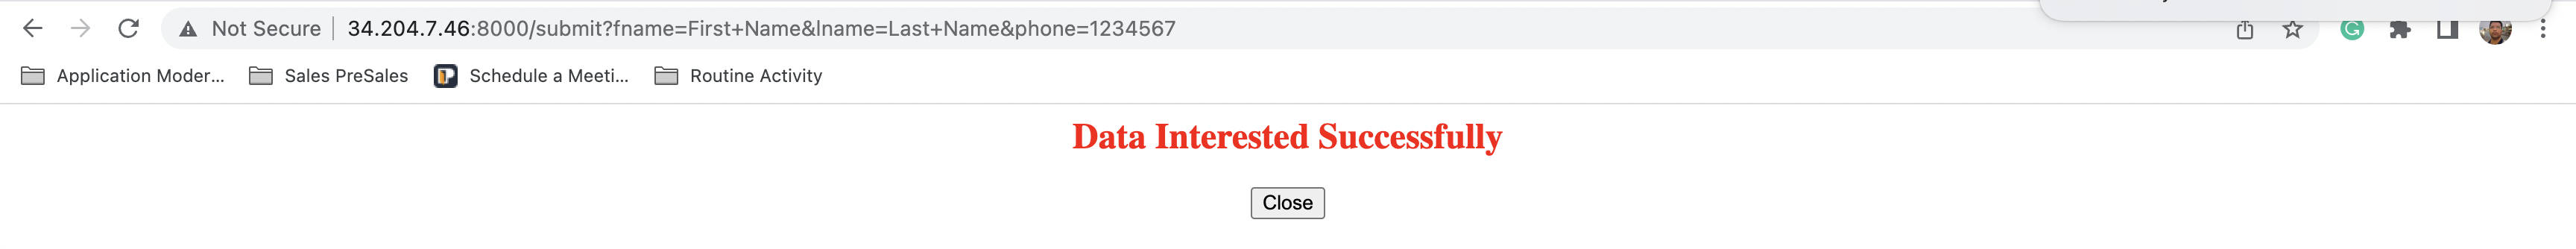 Not Secure 34.204.7.46:8000/submit?fname=First+Name&lname=Last+Name&phone=1234567
Application Moder... Sales PreSales Schedule a Meeti... Routine Activity
Data Interested Successfully
Close